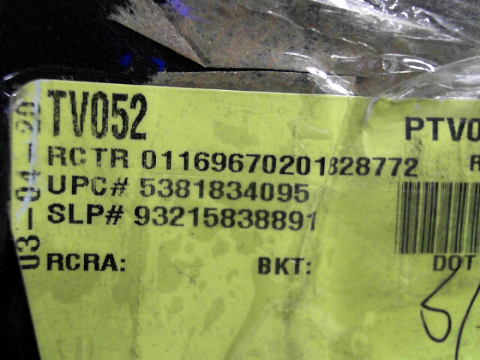 TV052
PTV0
RCTR 01169670201828772
R
UPC# 5381834095
SLP# 93215838891
RCRA:
BKT:
DOT
03-04-20